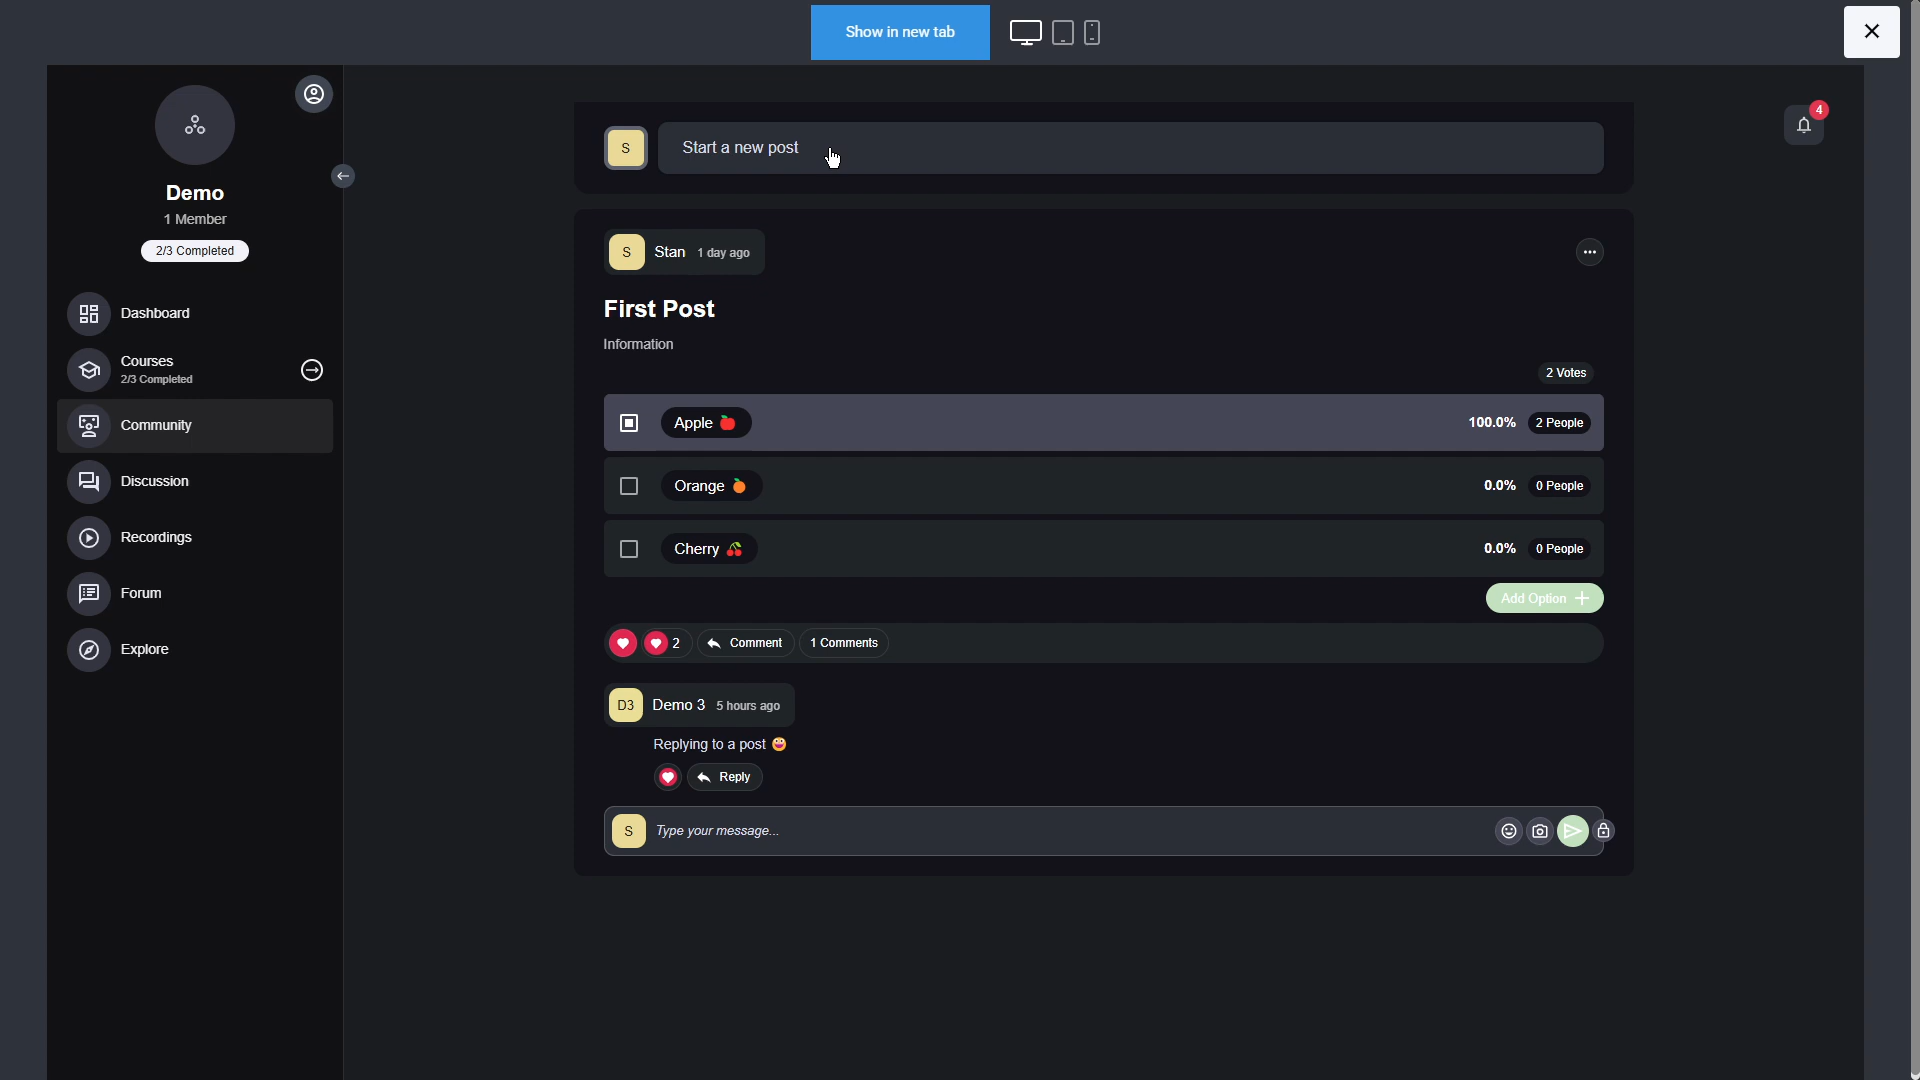 Show in new tab
4
Demo
1 Member
2/3 Completed
Dashboard
Courses
2/3 Completed
Community
Discussion
Recordings
Forum
Explore
S
Start a new post
S
Stan 1 day ago
First Post
Information
2 Votes
Apple 🍎 100.0% 2 People
Orange 🍊 0.0% 0 People
Cherry 🍒 0.0% 0 People
Add Option
2 Comment 1 Comments
D3
Demo 3 5 hours ago
Replying to a post 😀
Reply
S
Type your message...